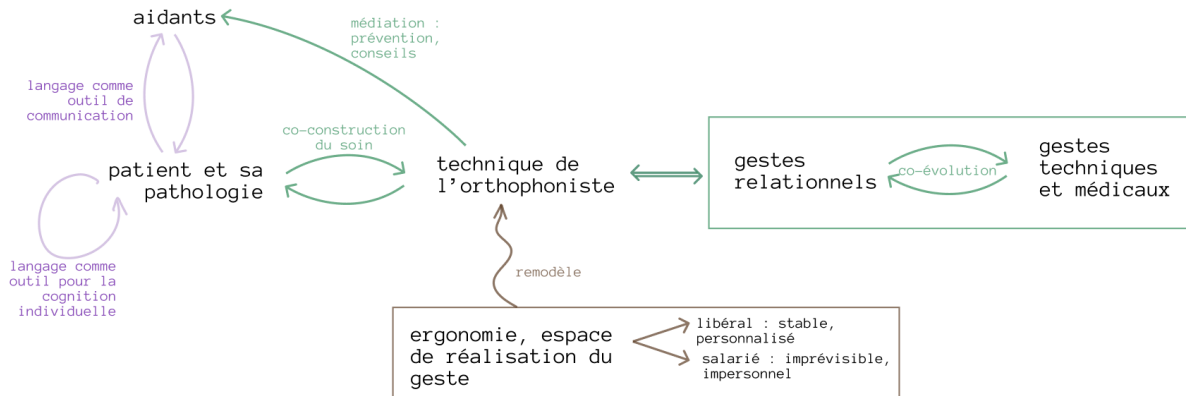 aidants
médiation :
prévention,
conseils
langage comme
outil de
communication
co-construction
du soin
patient et sa
pathologie
technique de
l'orthophoniste
gestes
relationnels
co-évolution
gestes
techniques
et médicaux
langage comme
outil pour la
cognition
individuelle
remodèle
ergonomie, espace
de réalisation du
geste
libéral : stable,
personnalisé
salarié : imprévisible,
impersonnel